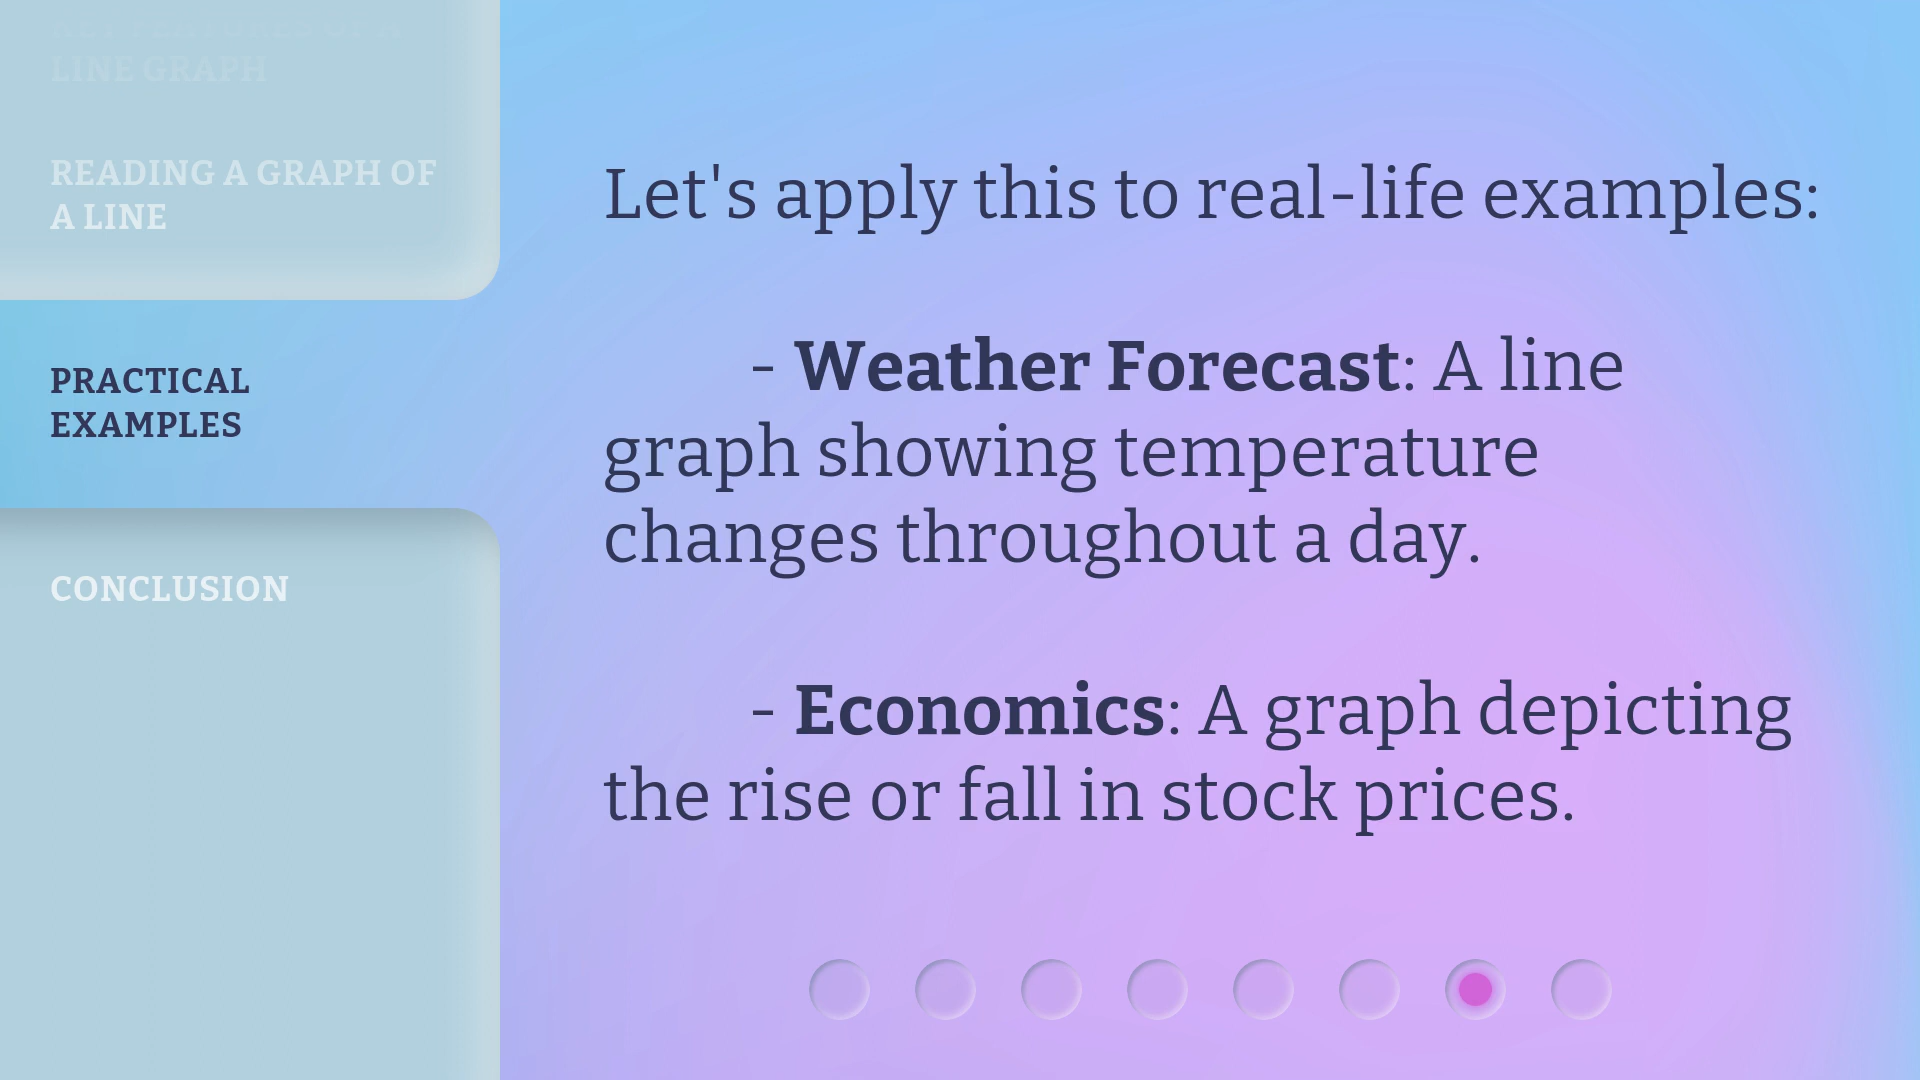 LINE GRAPH
READING A GRAPH OF
A LINE
PRACTICAL
EXAMPLES
CONCLUSION
Let's apply this to real-life examples:
- Weather Forecast: A line
graph showing temperature
changes throughout a day.
- Economics: A graph depicting
the rise or fall in stock prices.